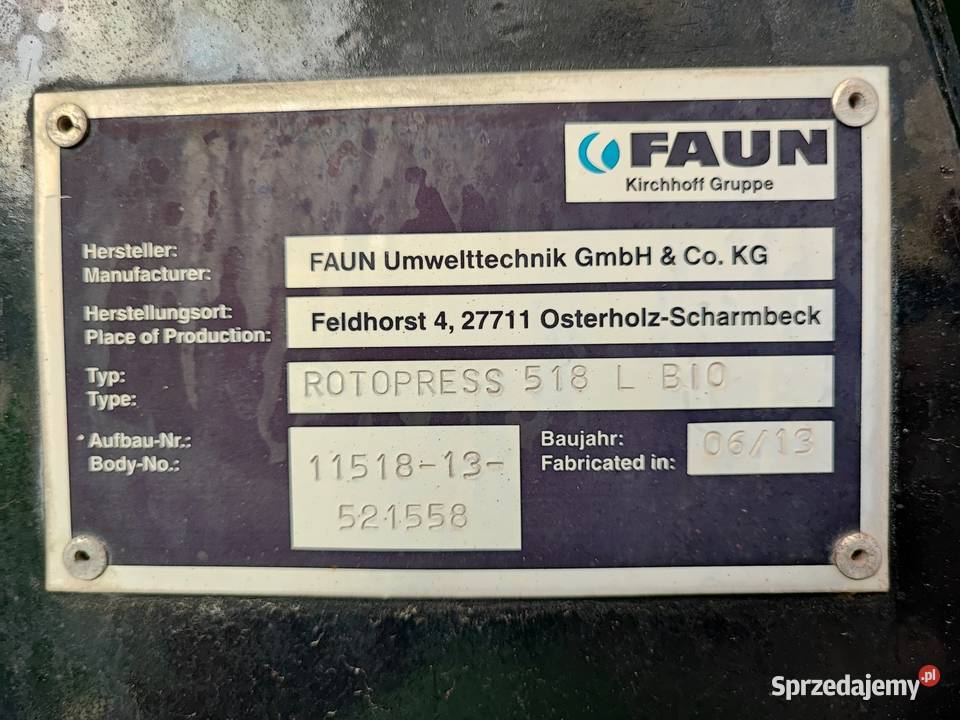 FAUN
Kirchhoff Gruppe
Hersteller:
Manufacturer:
FAUN Umwelttechnik GmbH & Co. KG
Herstellungsort:
Place of Production:
Feldhorst 4, 27711 Osterholz-Scharmbeck
Typ:
Type:
ROTOPRESS 518 L BIO
Aufbau-Nr.:
Body-No.:
11518-13-
521558
Baujahr:
Fabricated in:
06/13
Sprzedajemy.pl